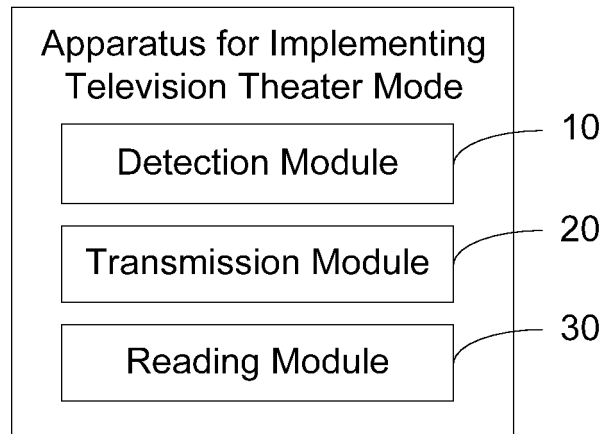 Apparatus for Implementing
Television Theater Mode
Detection Module
10
Transmission Module
20
Reading Module
30